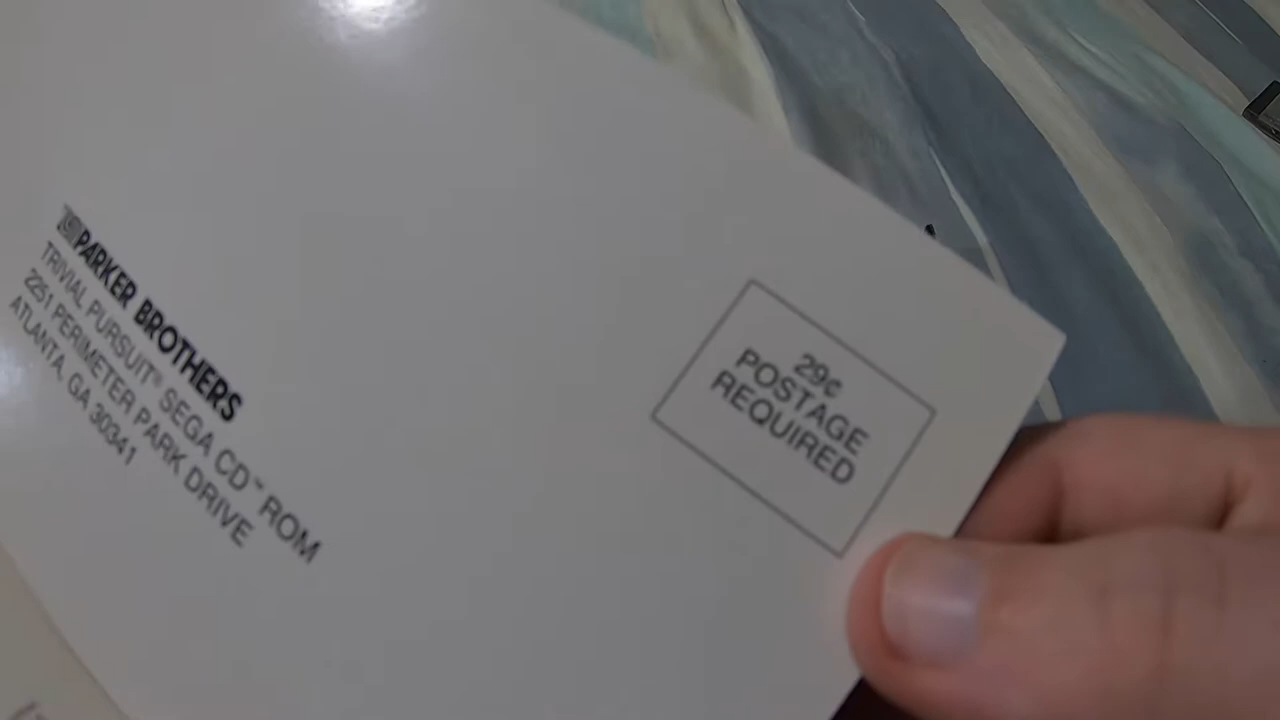 PARKER BROTHERS
TRIVIAL PURSUIT® SEGA CD™ ROM
2251 PERIMETER PARK DRIVE
ATLANTA, GA 30341
29¢
POSTAGE
REQUIRED